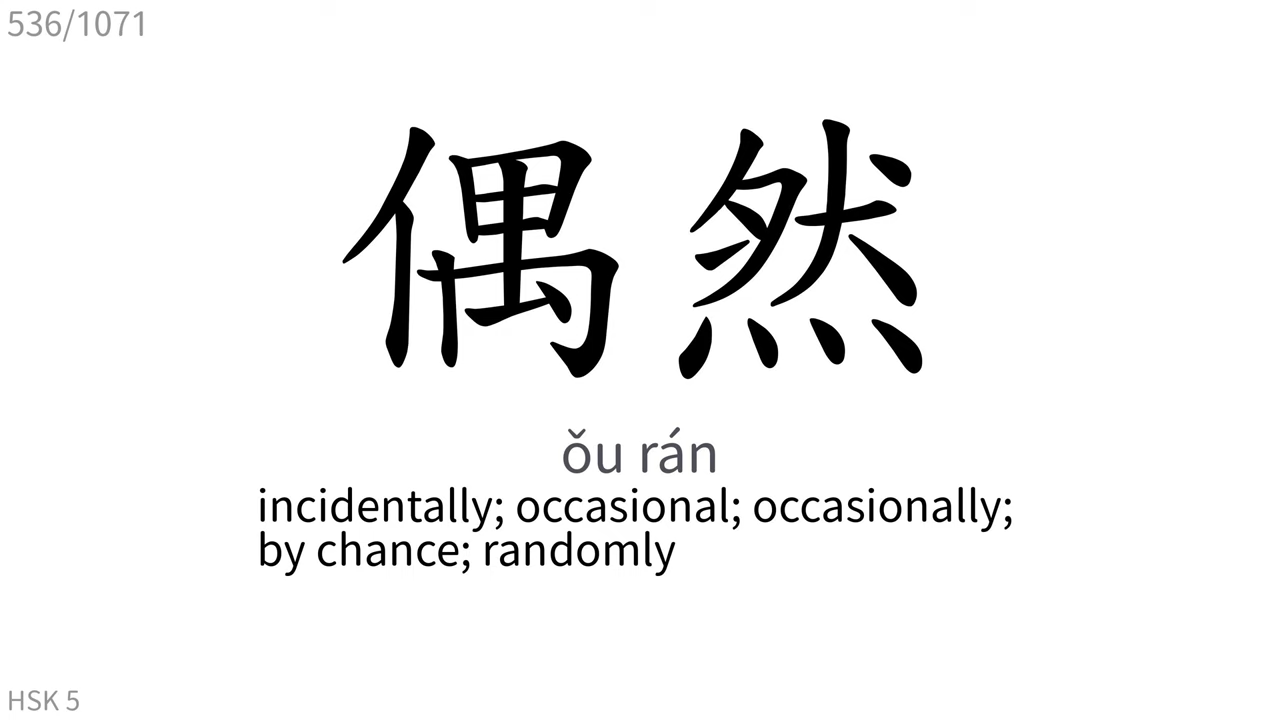 536/1071
偶然
ǒu rán
incidentally; occasional; occasionally;
by chance; randomly
HSK 5